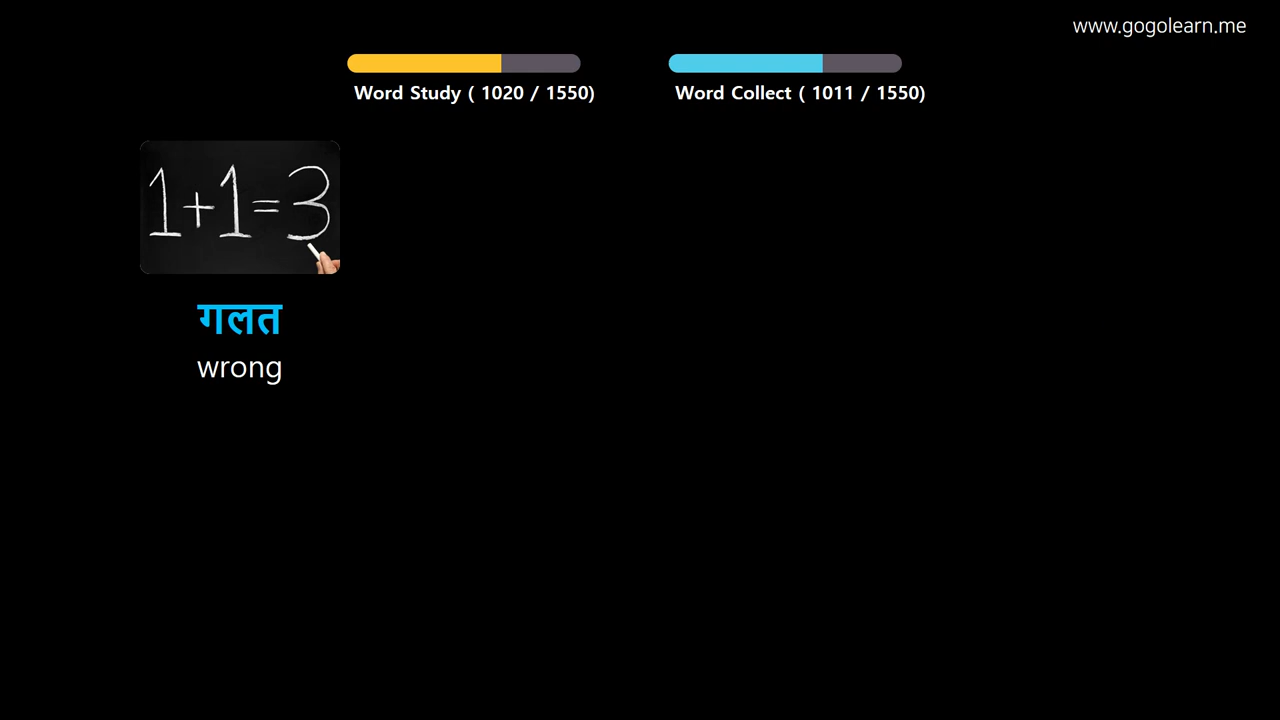 www.gogolearn.me
Word Study ( 1020 / 1550)
Word Collect ( 1011 / 1550)
1+1=3
गलत
wrong